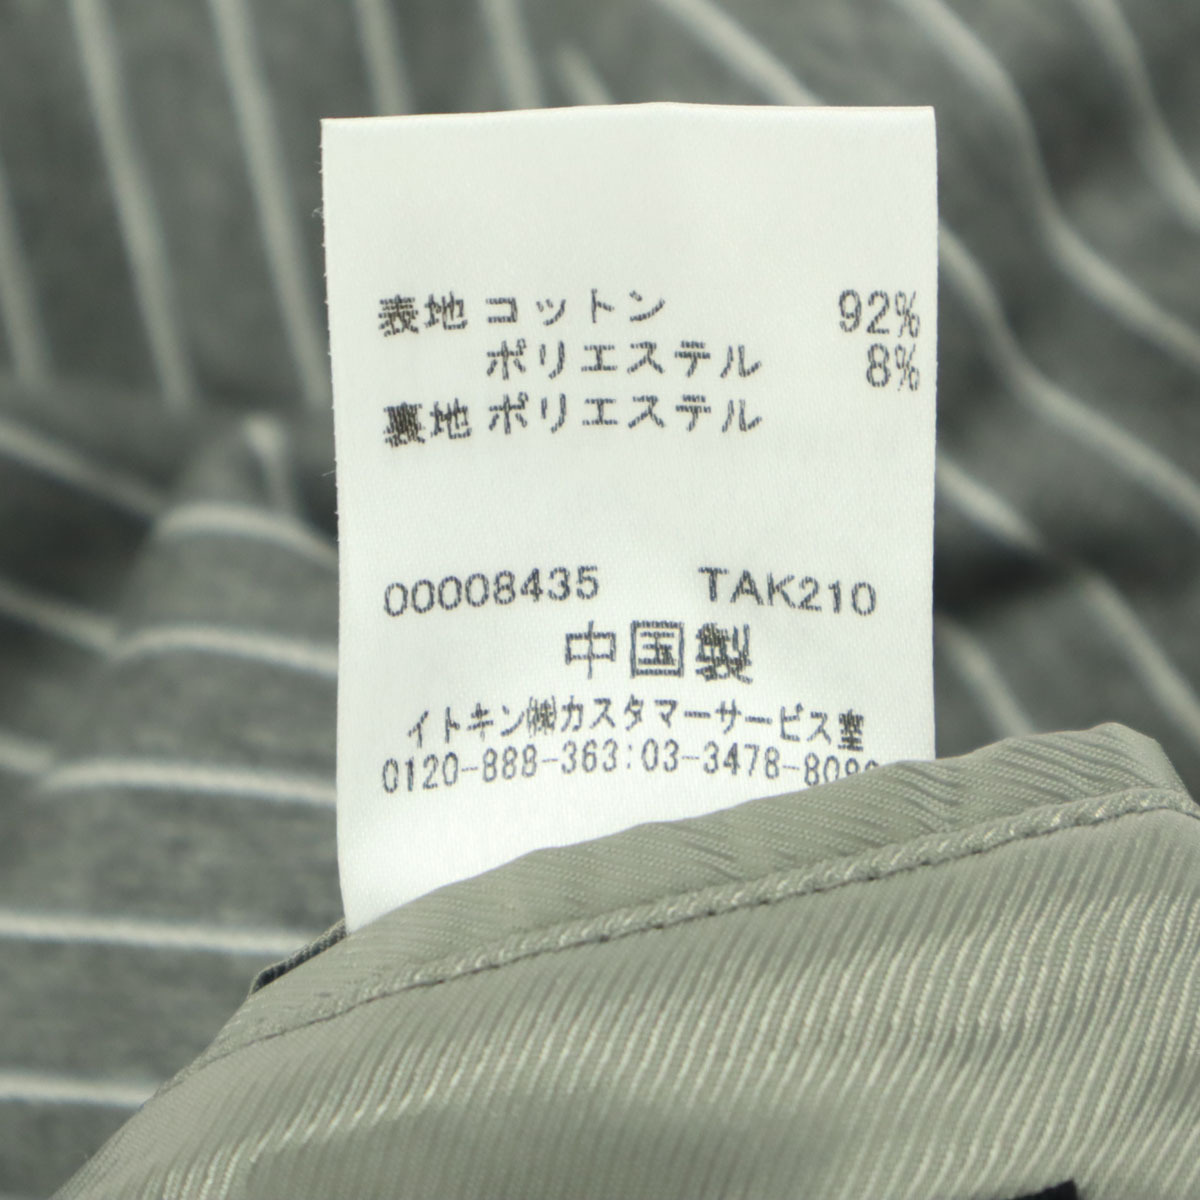 表地 コットン 92%
ポリエステル 8%
裏地 ポリエステル
00008435 TAK210
中国製
イトキン㈱カスタマーサービス室
0120-888-363:03-3478-